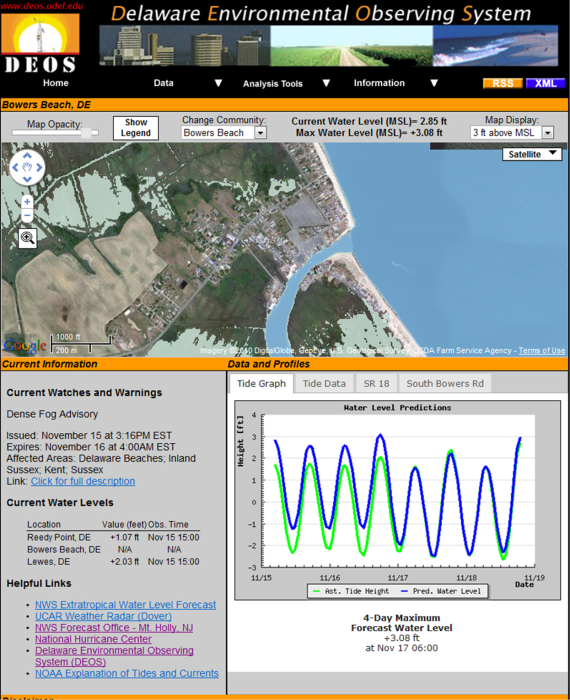 www.deos.udel.edu
Delaware Environmental Observing System
DEOS
Home Data Analysis Tools Information RSS XML
Bowers Beach, DE
Map Opacity:
Show Legend
Change Community:
Bowers Beach
Current Water Level (MSL)= 2.85 ft
Max Water Level (MSL)= +3.08 ft
Map Display:
3 ft above MSL
Satellite
1000 ft
200 m
Google
Imagery ©2010 DigitalGlobe, GeoEye, U.S. Geological Survey, USDA Farm Service Agency - Terms of Use
Current Information
Current Watches and Warnings
Dense Fog Advisory
Issued: November 15 at 3:16PM EST
Expires: November 16 at 4:00AM EST
Affected Areas: Delaware Beaches; Inland
Sussex; Kent; Sussex
Link: Click for full description
Current Water Levels
Location Value (feet) Obs. Time
Reedy Point, DE +1.07 ft Nov 15 15:00
Bowers Beach, DE N/A N/A
Lewes, DE +2.03 ft Nov 15 15:00
Helpful Links
NWS Extratropical Water Level Forecast
UCAR Weather Radar (Dover)
NWS Forecast Office - Mt. Holly, NJ
National Hurricane Center
Delaware Environmental Observing
System (DEOS)
NOAA Explanation of Tides and Currents
Data and Profiles
Tide Graph Tide Data SR 18 South Bowers Rd
Water Level Predictions
Height [ft]
4
3
2
1
0
-1
-2
-3
11/15 11/16 11/17 11/18 11/19
Date
Ast. Tide Height Pred. Water Level
4-Day Maximum
Forecast Water Level
+3.08 ft
at Nov 17 06:00
Disclaimer